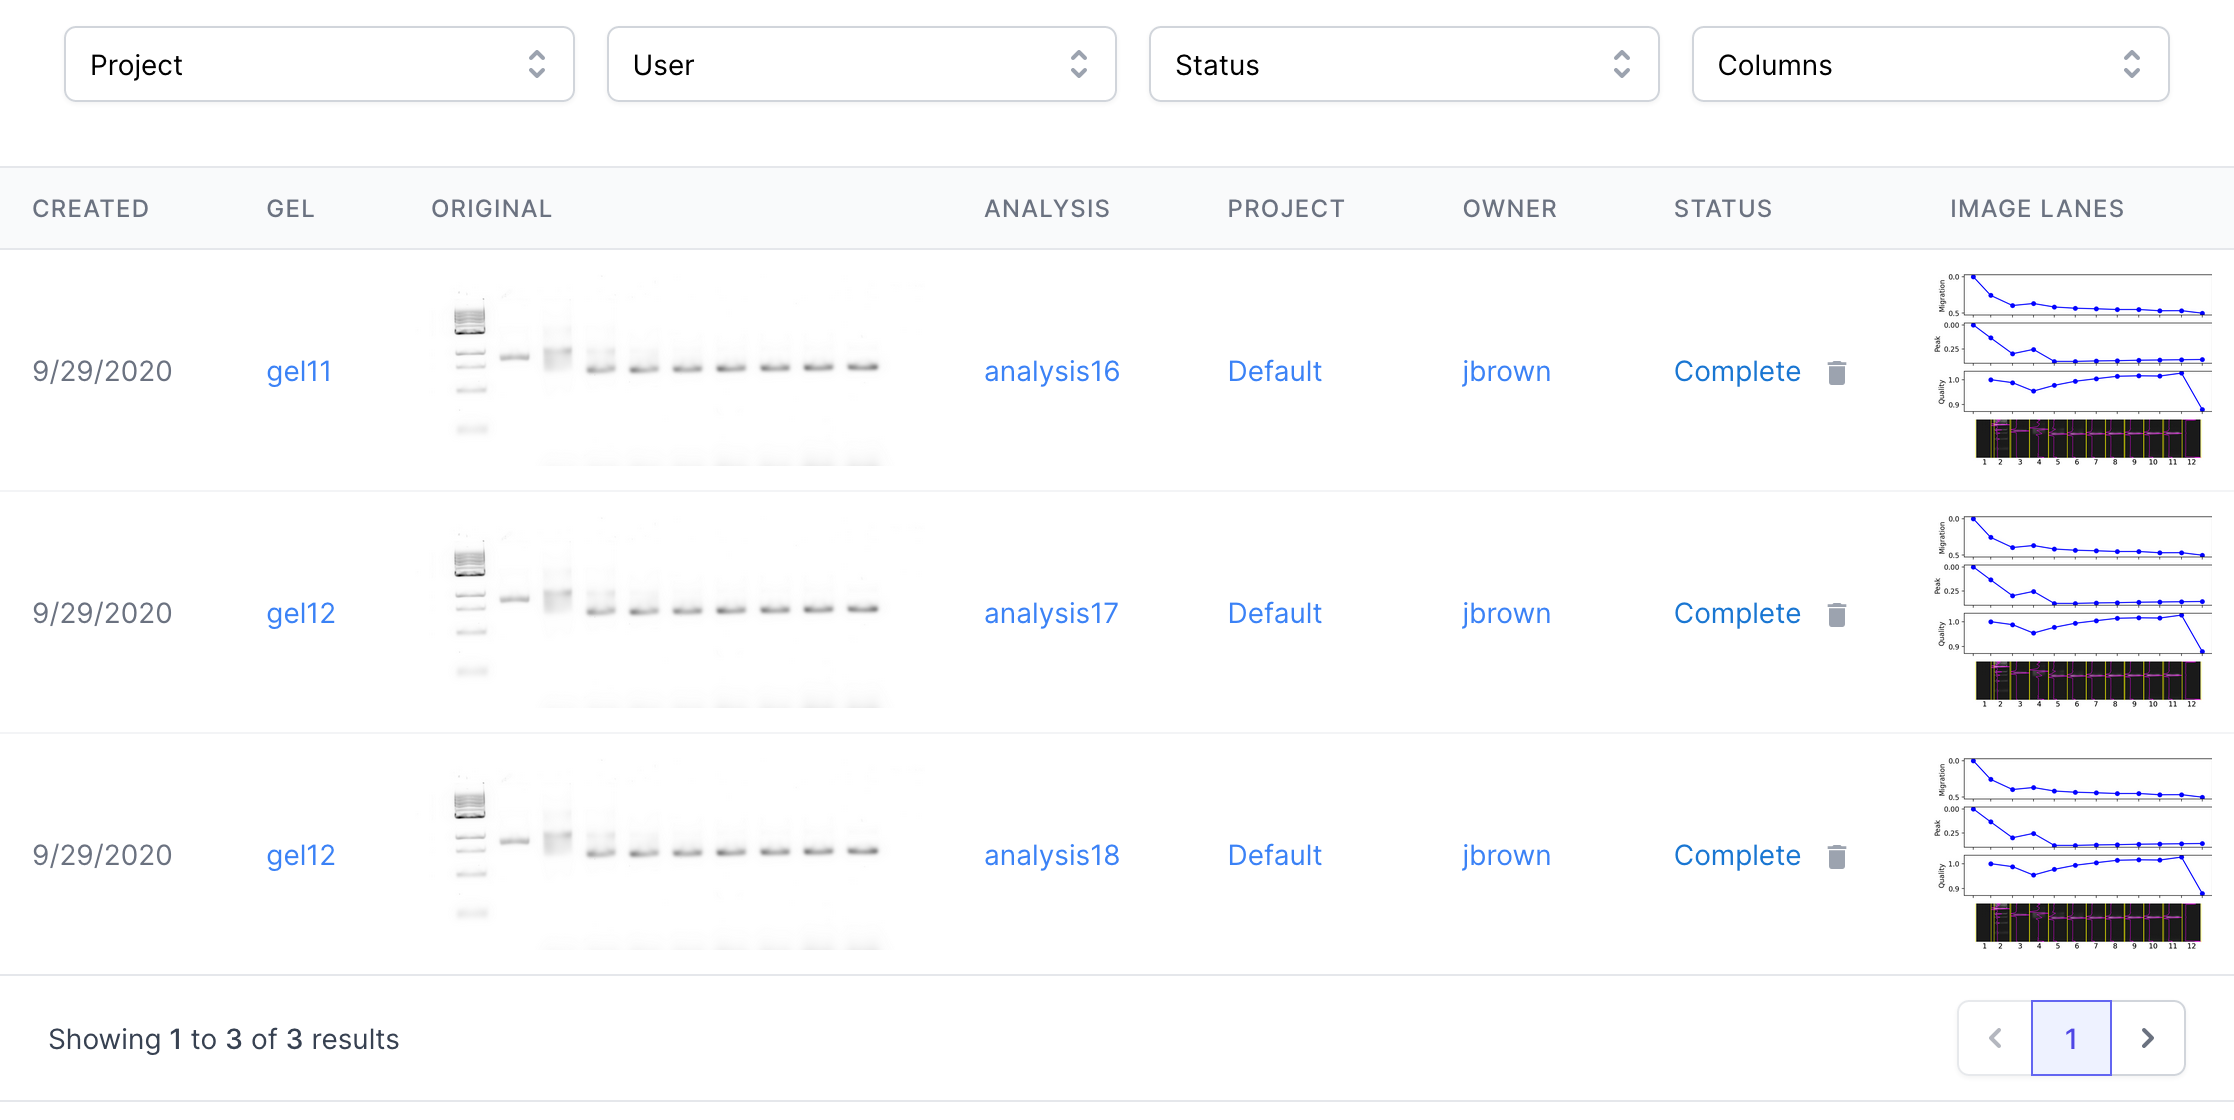 Project User Status Columns
CREATED GEL ORIGINAL ANALYSIS PROJECT OWNER STATUS IMAGE LANES
9/29/2020 gel11 analysis16 Default jbrown Complete
0.0
Migration
0.5
0.00
Peak
0.25
1.0
Quality
0.9
1 2 3 4 5 6 7 8 9 10 11 12
9/29/2020 gel12 analysis17 Default jbrown Complete
0.0
Migration
0.5
0.00
Peak
0.25
1.0
Quality
0.9
1 2 3 4 5 6 7 8 9 10 11 12
9/29/2020 gel12 analysis18 Default jbrown Complete
0.0
Migration
0.5
0.00
Peak
0.25
1.0
Quality
0.9
1 2 3 4 5 6 7 8 9 10 11 12
Showing 1 to 3 of 3 results 1